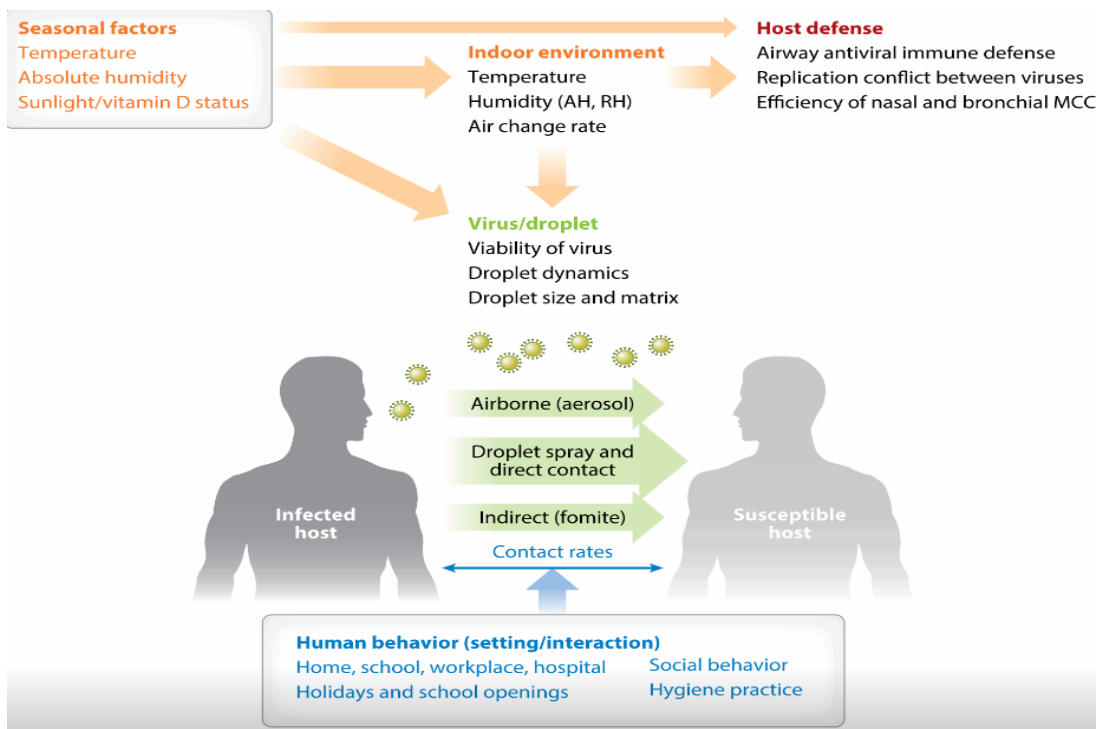 Seasonal factors
Temperature
Absolute humidity
Sunlight/vitamin D status
Indoor environment
Temperature
Humidity (AH, RH)
Air change rate
Host defense
Airway antiviral immune defense
Replication conflict between viruses
Efficiency of nasal and bronchial MCC
Virus/droplet
Viability of virus
Droplet dynamics
Droplet size and matrix
Airborne (aerosol)
Droplet spray and
direct contact
Indirect (fomite)
Infected
host
Susceptible
host
Contact rates
Human behavior (setting/interaction)
Home, school, workplace, hospital
Holidays and school openings
Social behavior
Hygiene practice